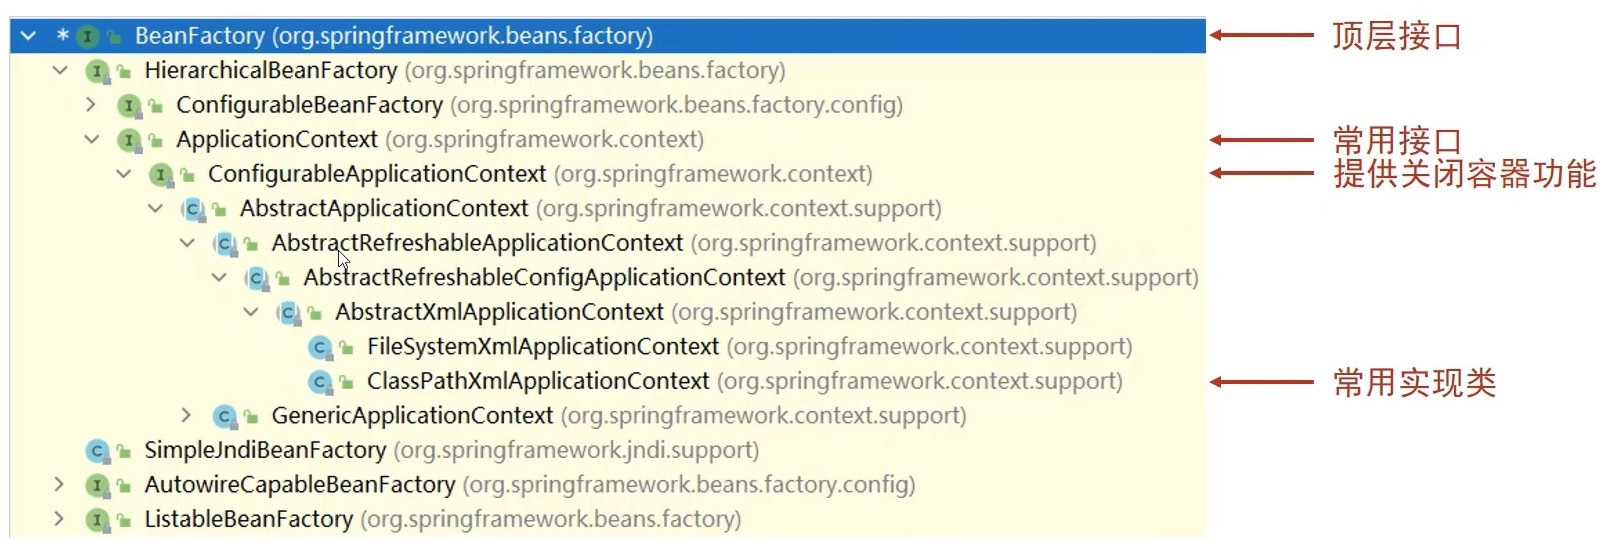 BeanFactory (org.springframework.beans.factory) 顶层接口
HierarchicalBeanFactory (org.springframework.beans.factory)
ConfigurableBeanFactory (org.springframework.beans.factory.config)
ApplicationContext (org.springframework.context) 常用接口
ConfigurableApplicationContext (org.springframework.context) 提供关闭容器功能
AbstractApplicationContext (org.springframework.context.support)
AbstractRefreshableApplicationContext (org.springframework.context.support)
AbstractRefreshableConfigApplicationContext (org.springframework.context.support)
AbstractXmlApplicationContext (org.springframework.context.support)
FileSystemXmlApplicationContext (org.springframework.context.support)
ClassPathXmlApplicationContext (org.springframework.context.support) 常用实现类
GenericApplicationContext (org.springframework.context.support)
SimpleJndiBeanFactory (org.springframework.jndi.support)
AutowireCapableBeanFactory (org.springframework.beans.factory.config)
ListableBeanFactory (org.springframework.beans.factory)